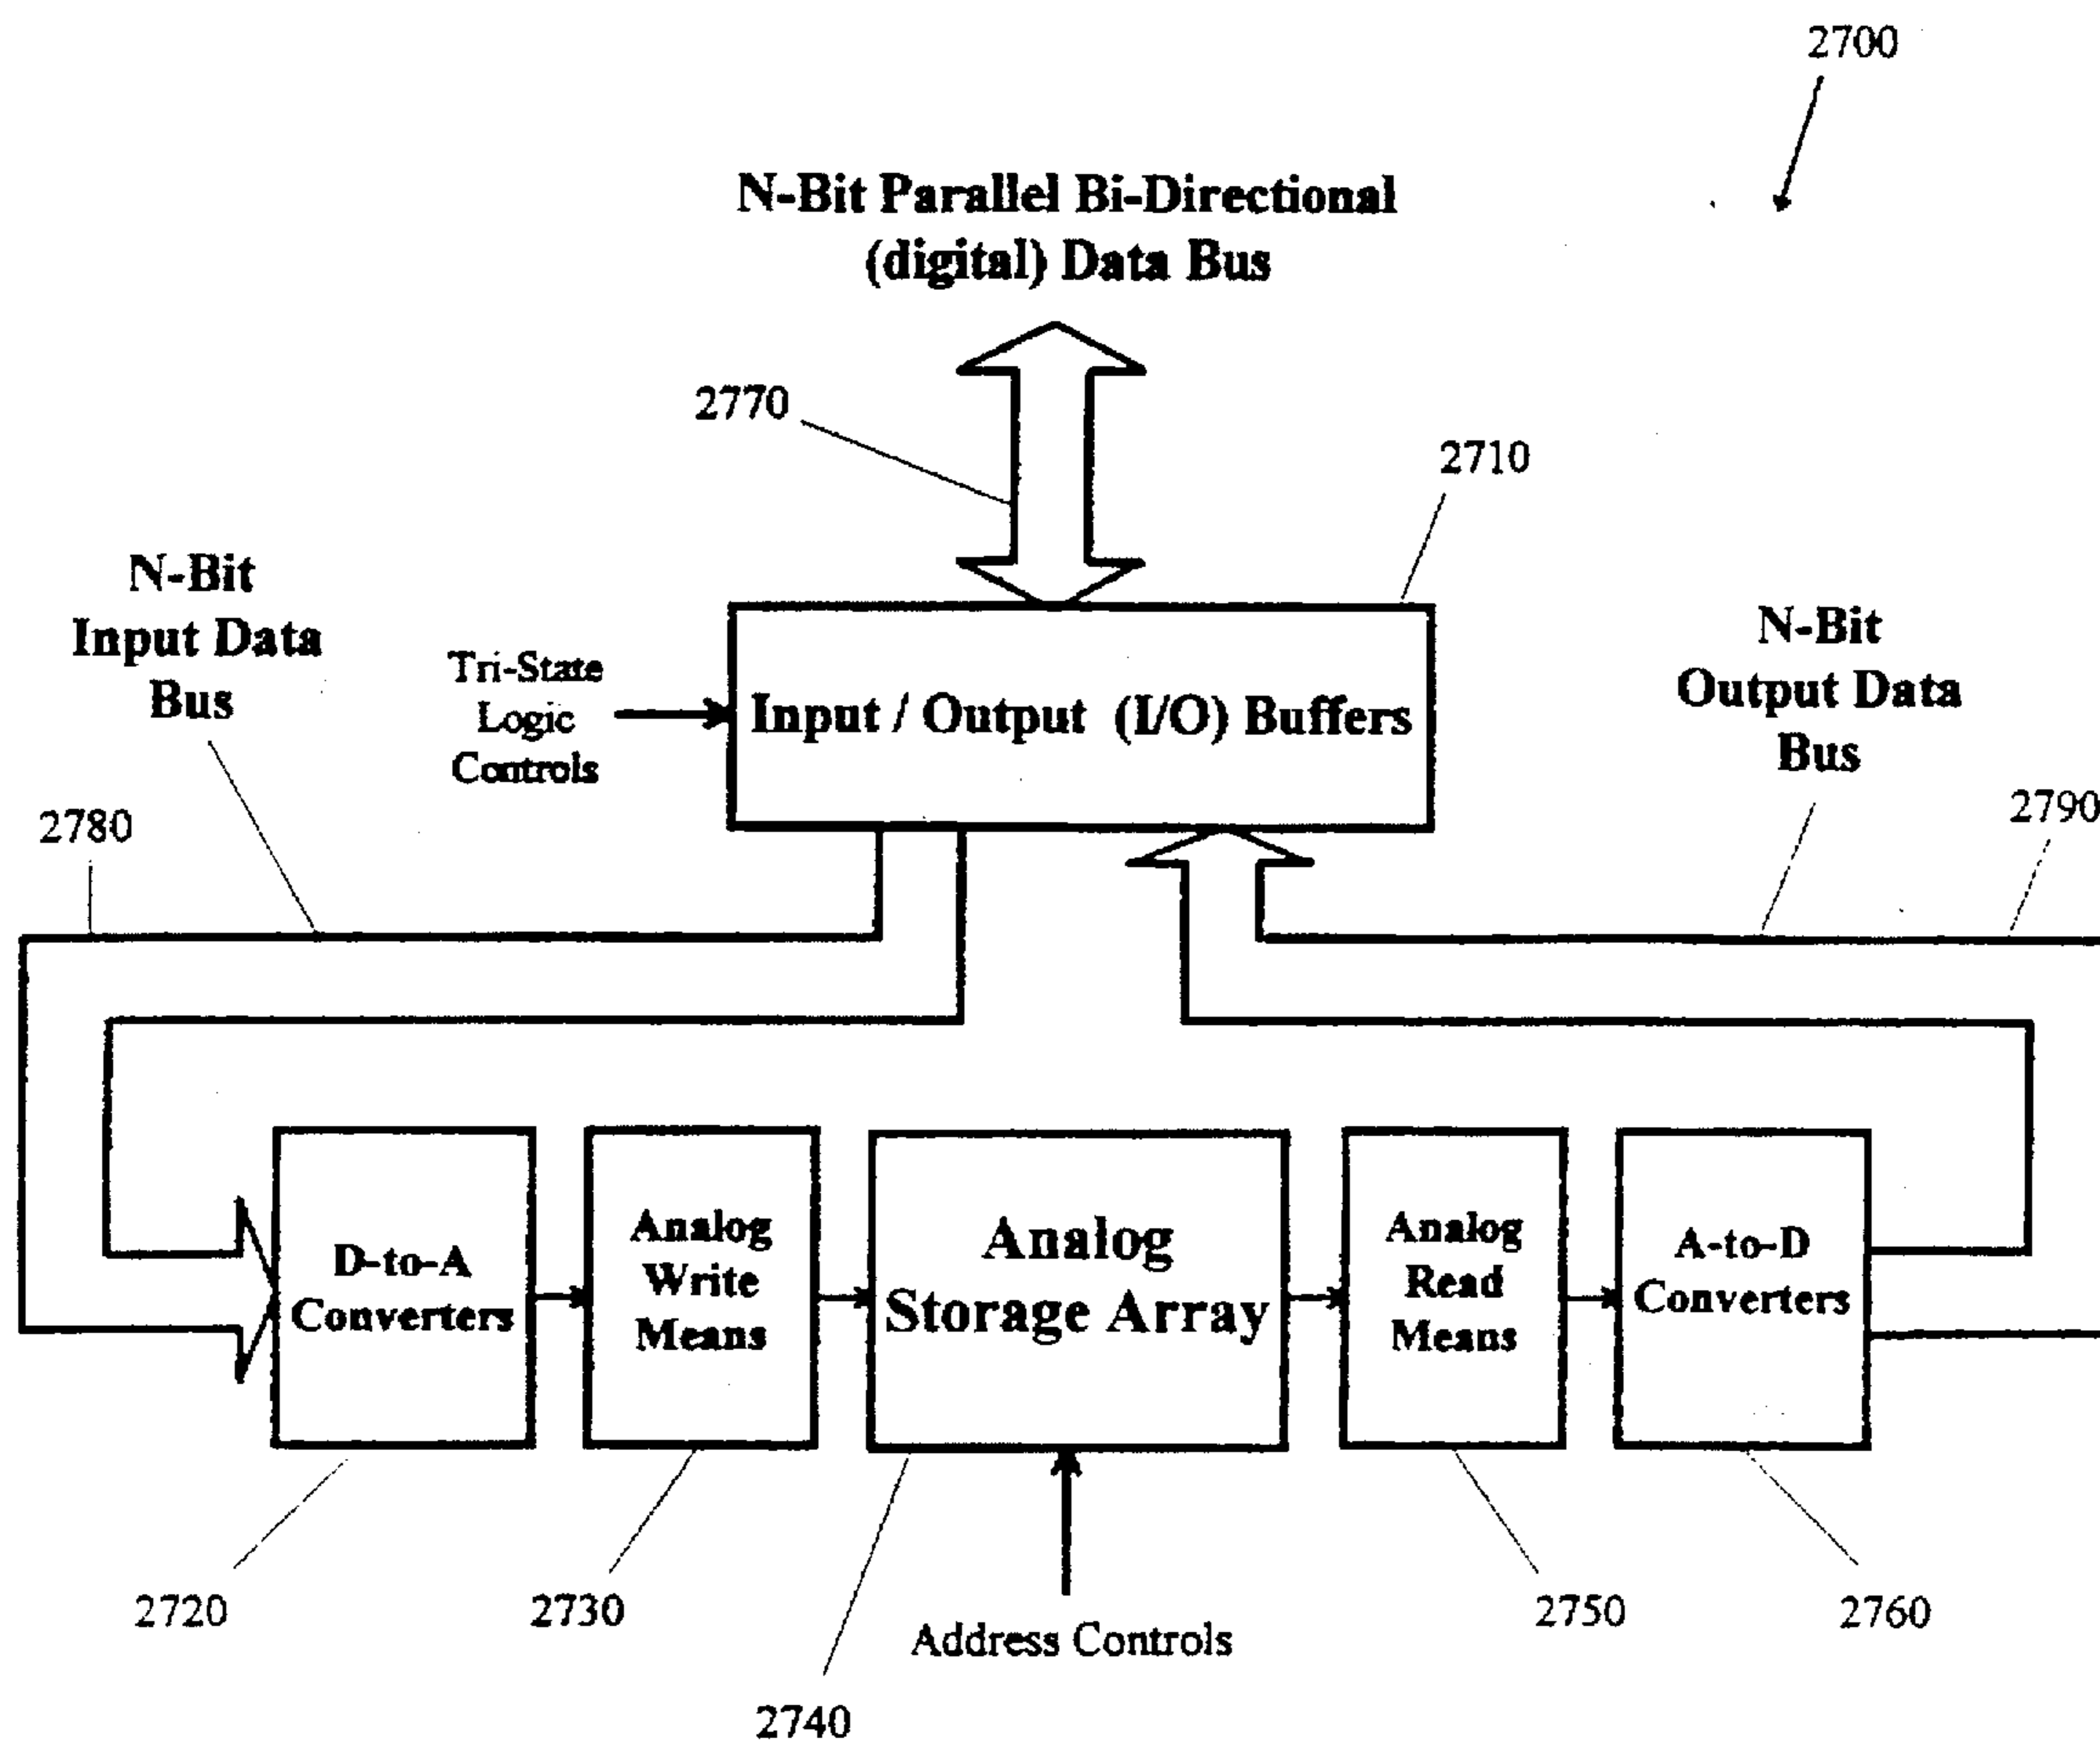 2700
N-Bit Parallel Bi-Directional
(digital) Data Bus
2770
2710
N-Bit
Input Data
Bus
Tri-State
Logic
Controls
Input / Output (I/O) Buffers
N-Bit
Output Data
Bus
2780
2790
D-to-A
Converters
Analog
Write
Means
Analog
Storage Array
Analog
Read
Means
A-to-D
Converters
2720
2730
Address Controls
2750
2760
2740